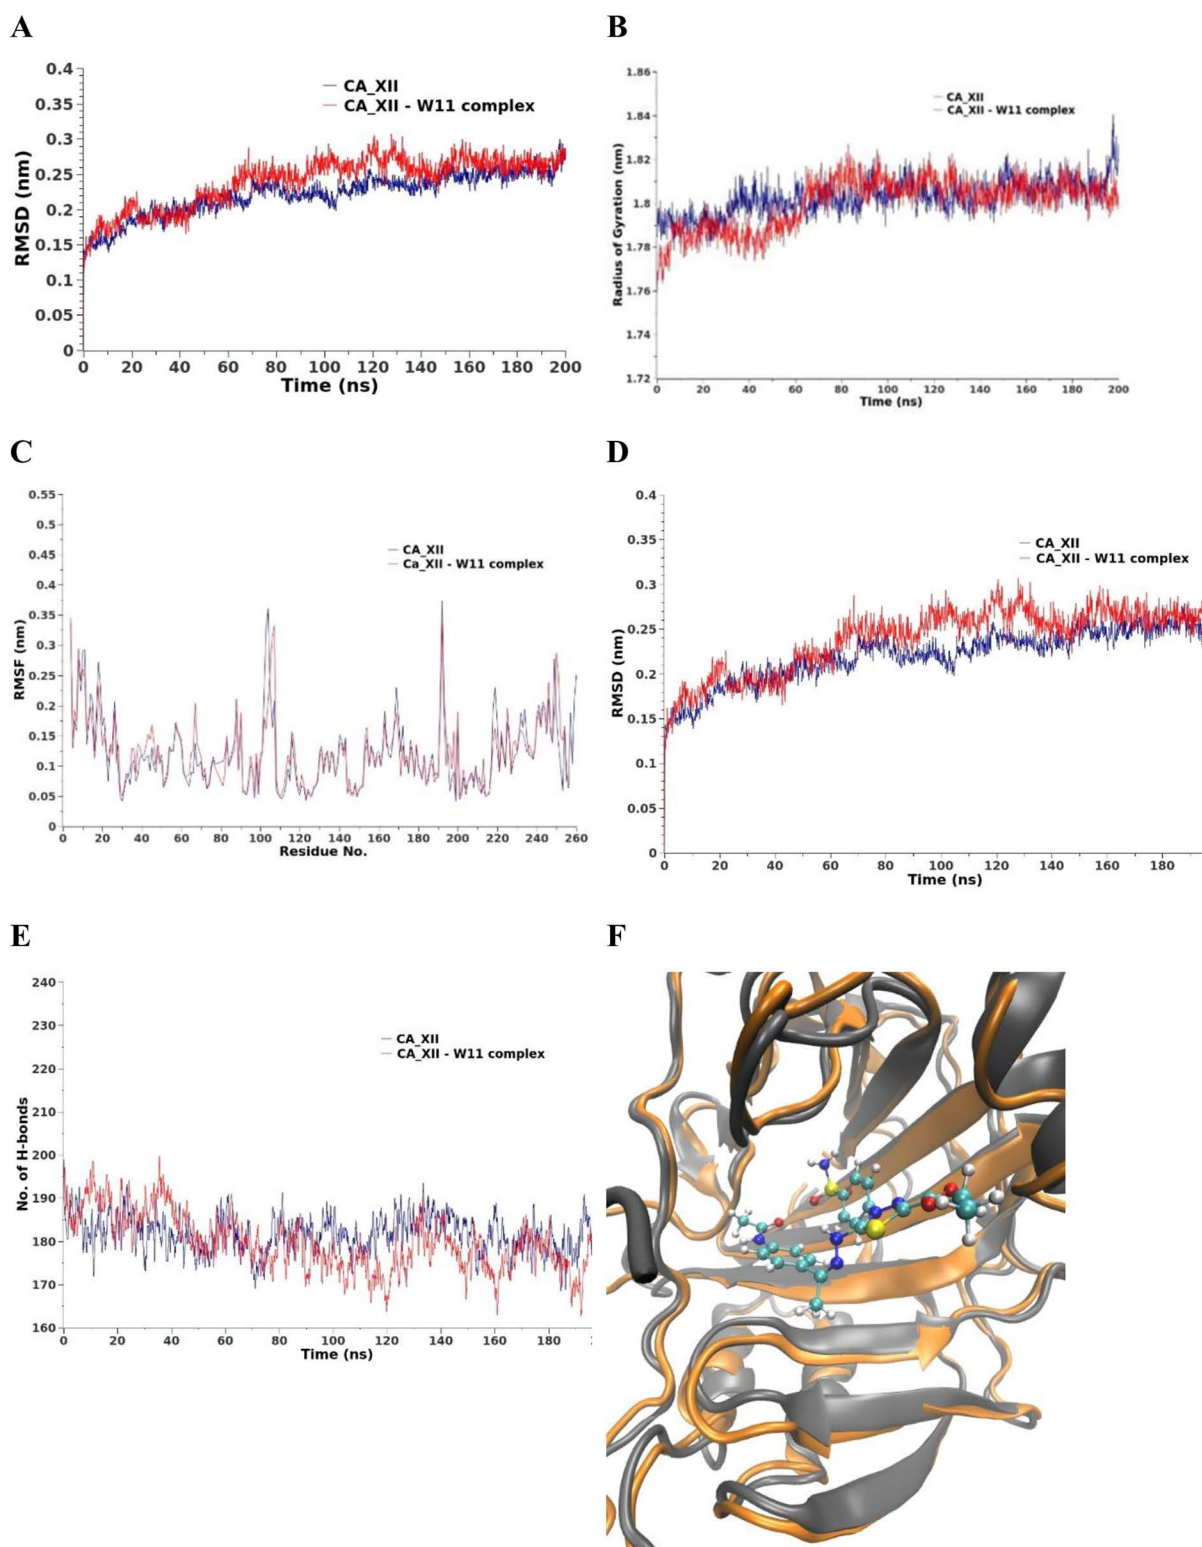 A
0.4
0.35
0.3
0.25
0.2
0.15
0.1
0.05
0
RMSD (nm)
CA_XII
CA_XII - W11 complex
0 20 40 60 80 100 120 140 160 180 200
Time (ns)
B
1.86
1.84
1.82
1.8
1.78
1.76
1.74
1.72
Radius of Gyration (nm)
CA_XII
CA_XII - W11 complex
0 20 40 60 80 100 120 140 160 180 200
Time (ns)
C
0.55
0.5
0.45
0.4
0.35
0.3
0.25
0.2
0.15
0.1
0.05
0
RMSF (nm)
CA_XII
Ca_XII - W11 complex
0 20 40 60 80 100 120 140 160 180 200 220 240 260
Residue No.
D
0.4
0.35
0.3
0.25
0.2
0.15
0.1
0.05
0
RMSD (nm)
CA_XII
CA_XII - W11 complex
0 20 40 60 80 100 120 140 160 180
Time (ns)
E
240
230
220
210
200
190
180
170
160
No. of H-bonds
CA_XII
CA_XII - W11 complex
0 20 40 60 80 100 120 140 160 180
Time (ns)
F